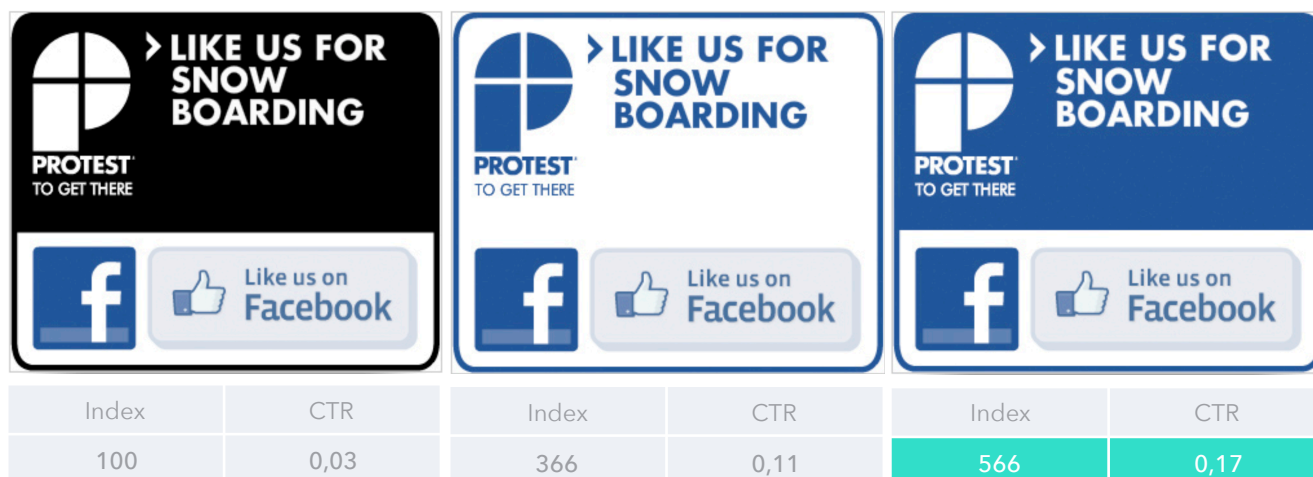 > LIKE US FOR
SNOW
BOARDING
PROTEST
TO GET THERE
f
Like us on
Facebook
Index CTR
100 0,03
> LIKE US FOR
SNOW
BOARDING
PROTEST
TO GET THERE
f
Like us on
Facebook
Index CTR
366 0,11
> LIKE US FOR
SNOW
BOARDING
PROTEST
TO GET THERE
f
Like us on
Facebook
Index CTR
566 0,17